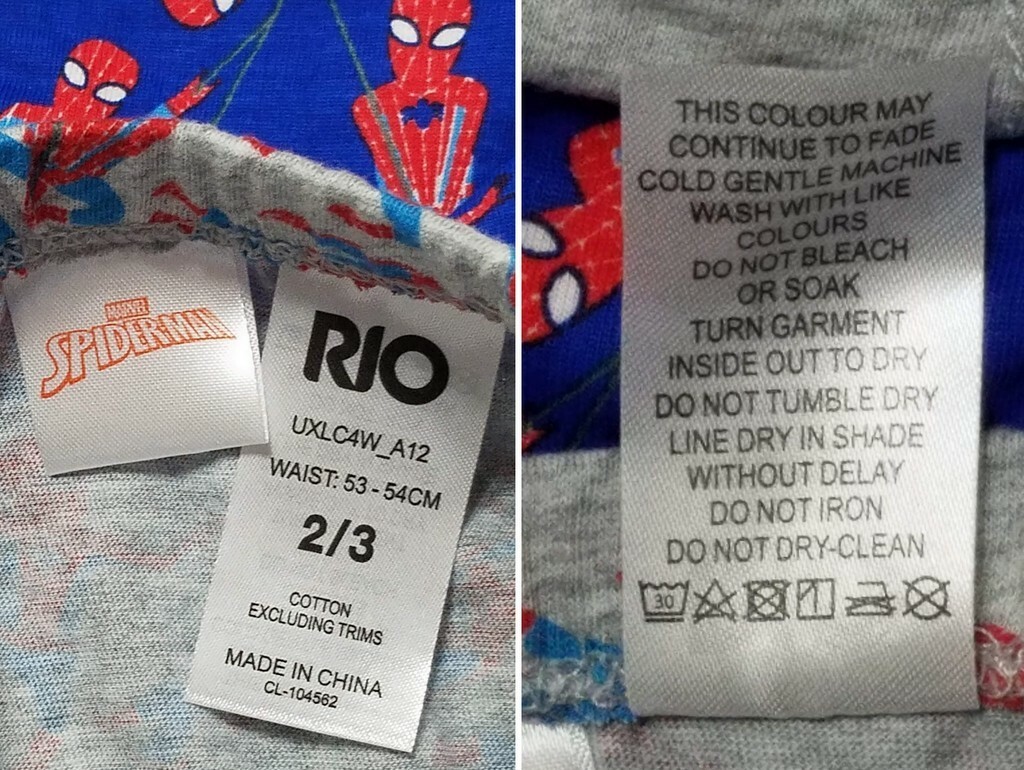 MARVEL
SPIDER-MAN
RIO
UXLC4W_A12
WAIST: 53 - 54CM
2/3
COTTON
EXCLUDING TRIMS
MADE IN CHINA
CL-104562
THIS COLOUR MAY
CONTINUE TO FADE
COLD GENTLE MACHINE
WASH WITH LIKE
COLOURS
DO NOT BLEACH
OR SOAK
TURN GARMENT
INSIDE OUT TO DRY
DO NOT TUMBLE DRY
LINE DRY IN SHADE
WITHOUT DELAY
DO NOT IRON
DO NOT DRY-CLEAN
30